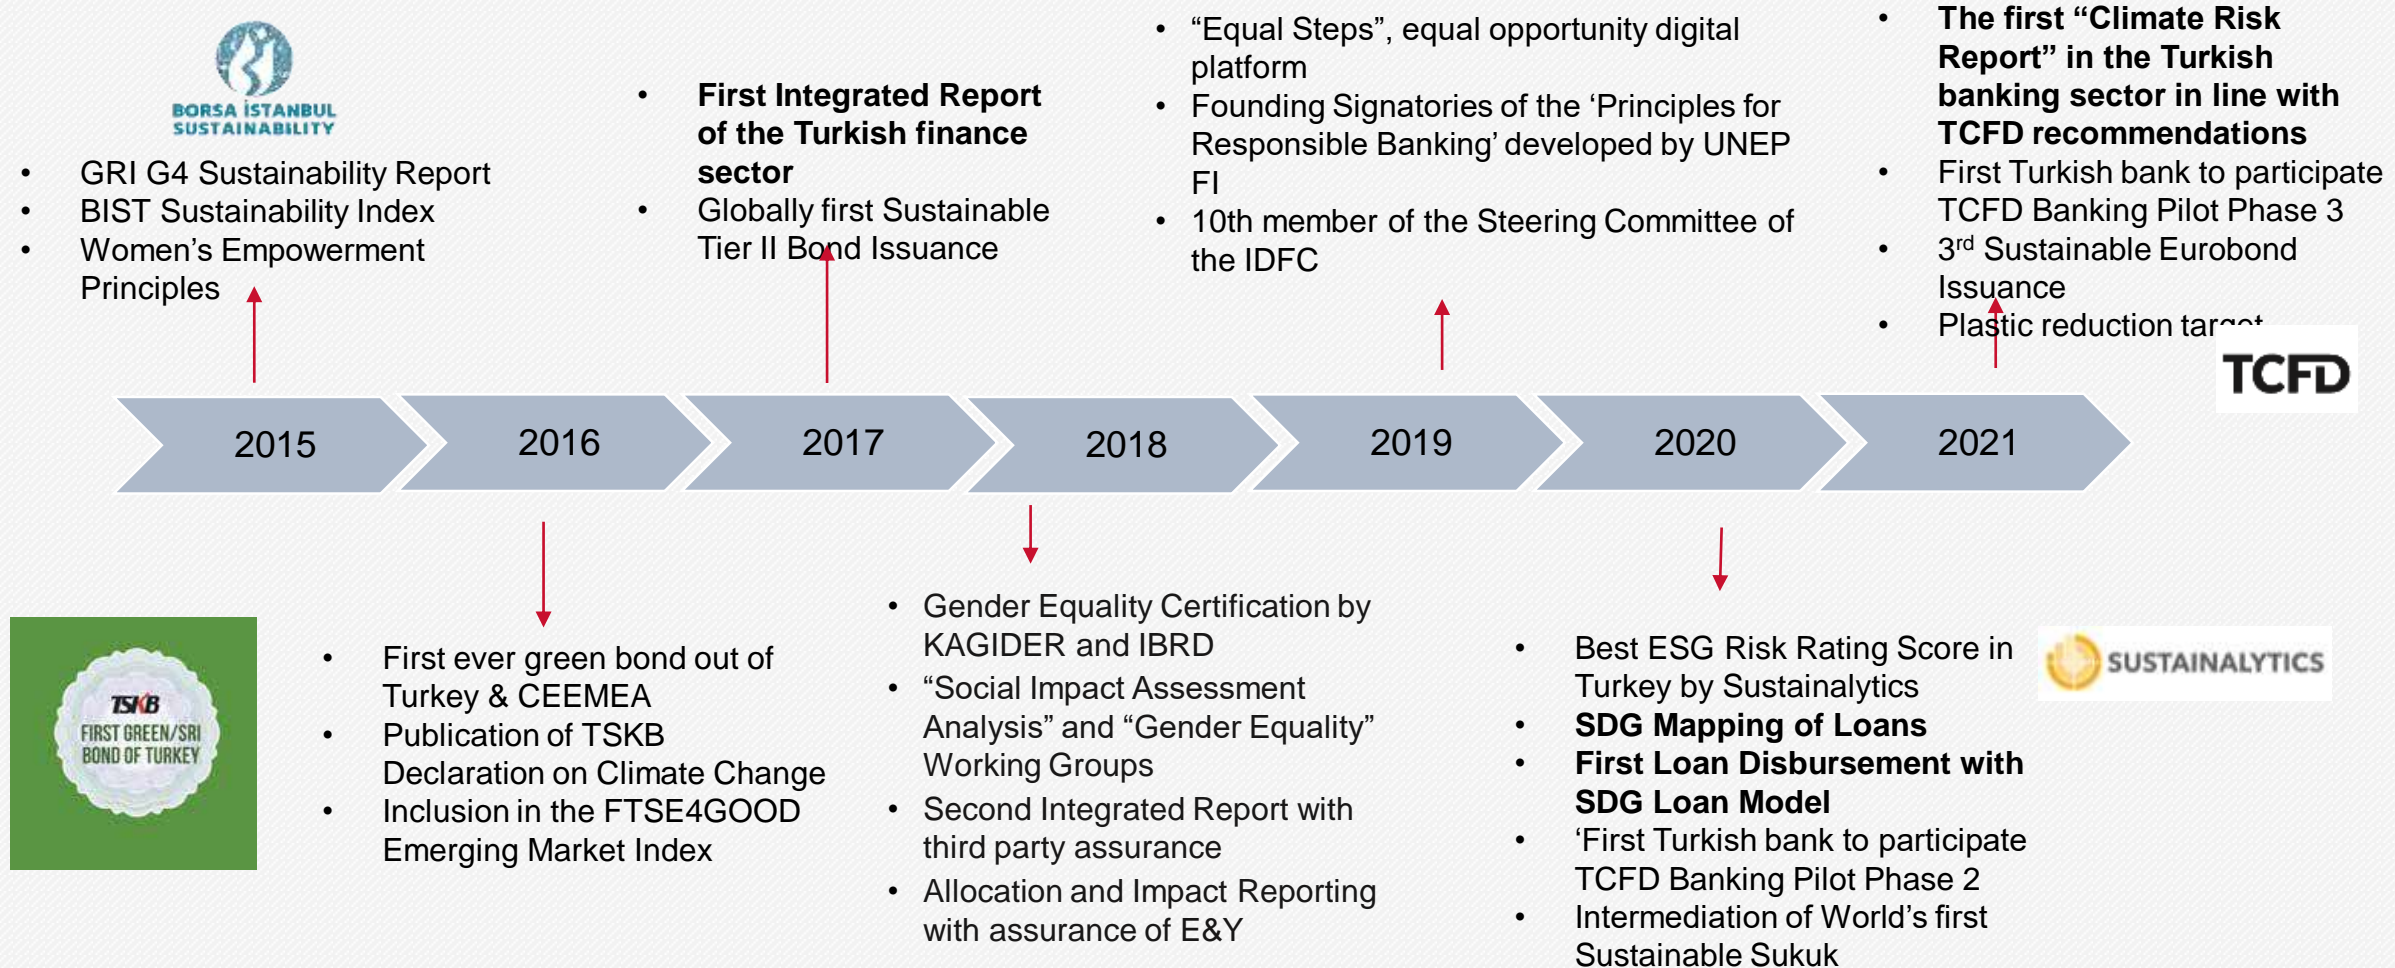 BORSA İSTANBUL
SUSTAINABILITY
• GRI G4 Sustainability Report
• BIST Sustainability Index
• Women’s Empowerment
Principles
• First Integrated Report
of the Turkish finance
sector
• Globally first Sustainable
Tier II Bond Issuance
• “Equal Steps”, equal opportunity digital
platform
• Founding Signatories of the ‘Principles for
Responsible Banking’ developed by UNEP
FI
• 10th member of the Steering Committee of
the IDFC
• The first “Climate Risk
Report” in the Turkish
banking sector in line with
TCFD recommendations
• First Turkish bank to participate
TCFD Banking Pilot Phase 3
• 3rd Sustainable Eurobond
Issuance
• Plastic reduction target
TCFD
2015
2016
2017
2018
2019
2020
2021
TSKB
FIRST GREEN/SRI
BOND OF TURKEY
• First ever green bond out of
Turkey & CEEMEA
• Publication of TSKB
Declaration on Climate Change
• Inclusion in the FTSE4GOOD
Emerging Market Index
• Gender Equality Certification by
KAGIDER and IBRD
• “Social Impact Assessment
Analysis” and “Gender Equality”
Working Groups
• Second Integrated Report with
third party assurance
• Allocation and Impact Reporting
with assurance of E&Y
• Best ESG Risk Rating Score in
Turkey by Sustainalytics
• SDG Mapping of Loans
• First Loan Disbursement with
SDG Loan Model
• ‘First Turkish bank to participate
TCFD Banking Pilot Phase 2
• Intermediation of World’s first
Sustainable Sukuk
SUSTAINALYTICS